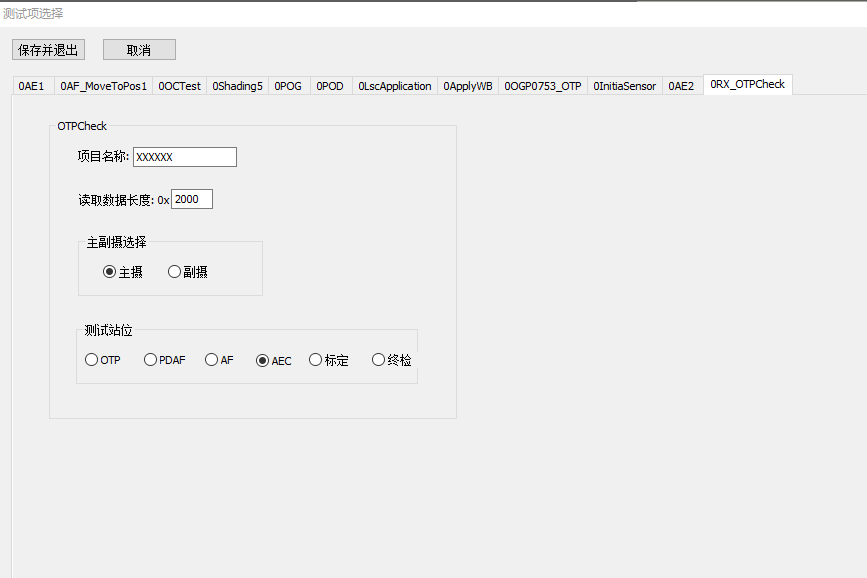 测试项选择
保存并退出 取消
0AE1 0AF_MoveToPos1 0OCTest 0Shading5 0POG 0POD 0LscApplication 0ApplyWB 0OGP0753_OTP 0InitiaSensor 0AE2 0RX_OTPCheck
OTPCheck
项目名称: XXXXXX
读取数据长度: 0x 2000
主副摄选择
主摄 副摄
测试站位
OTP PDAF AF AEC 标定 终检